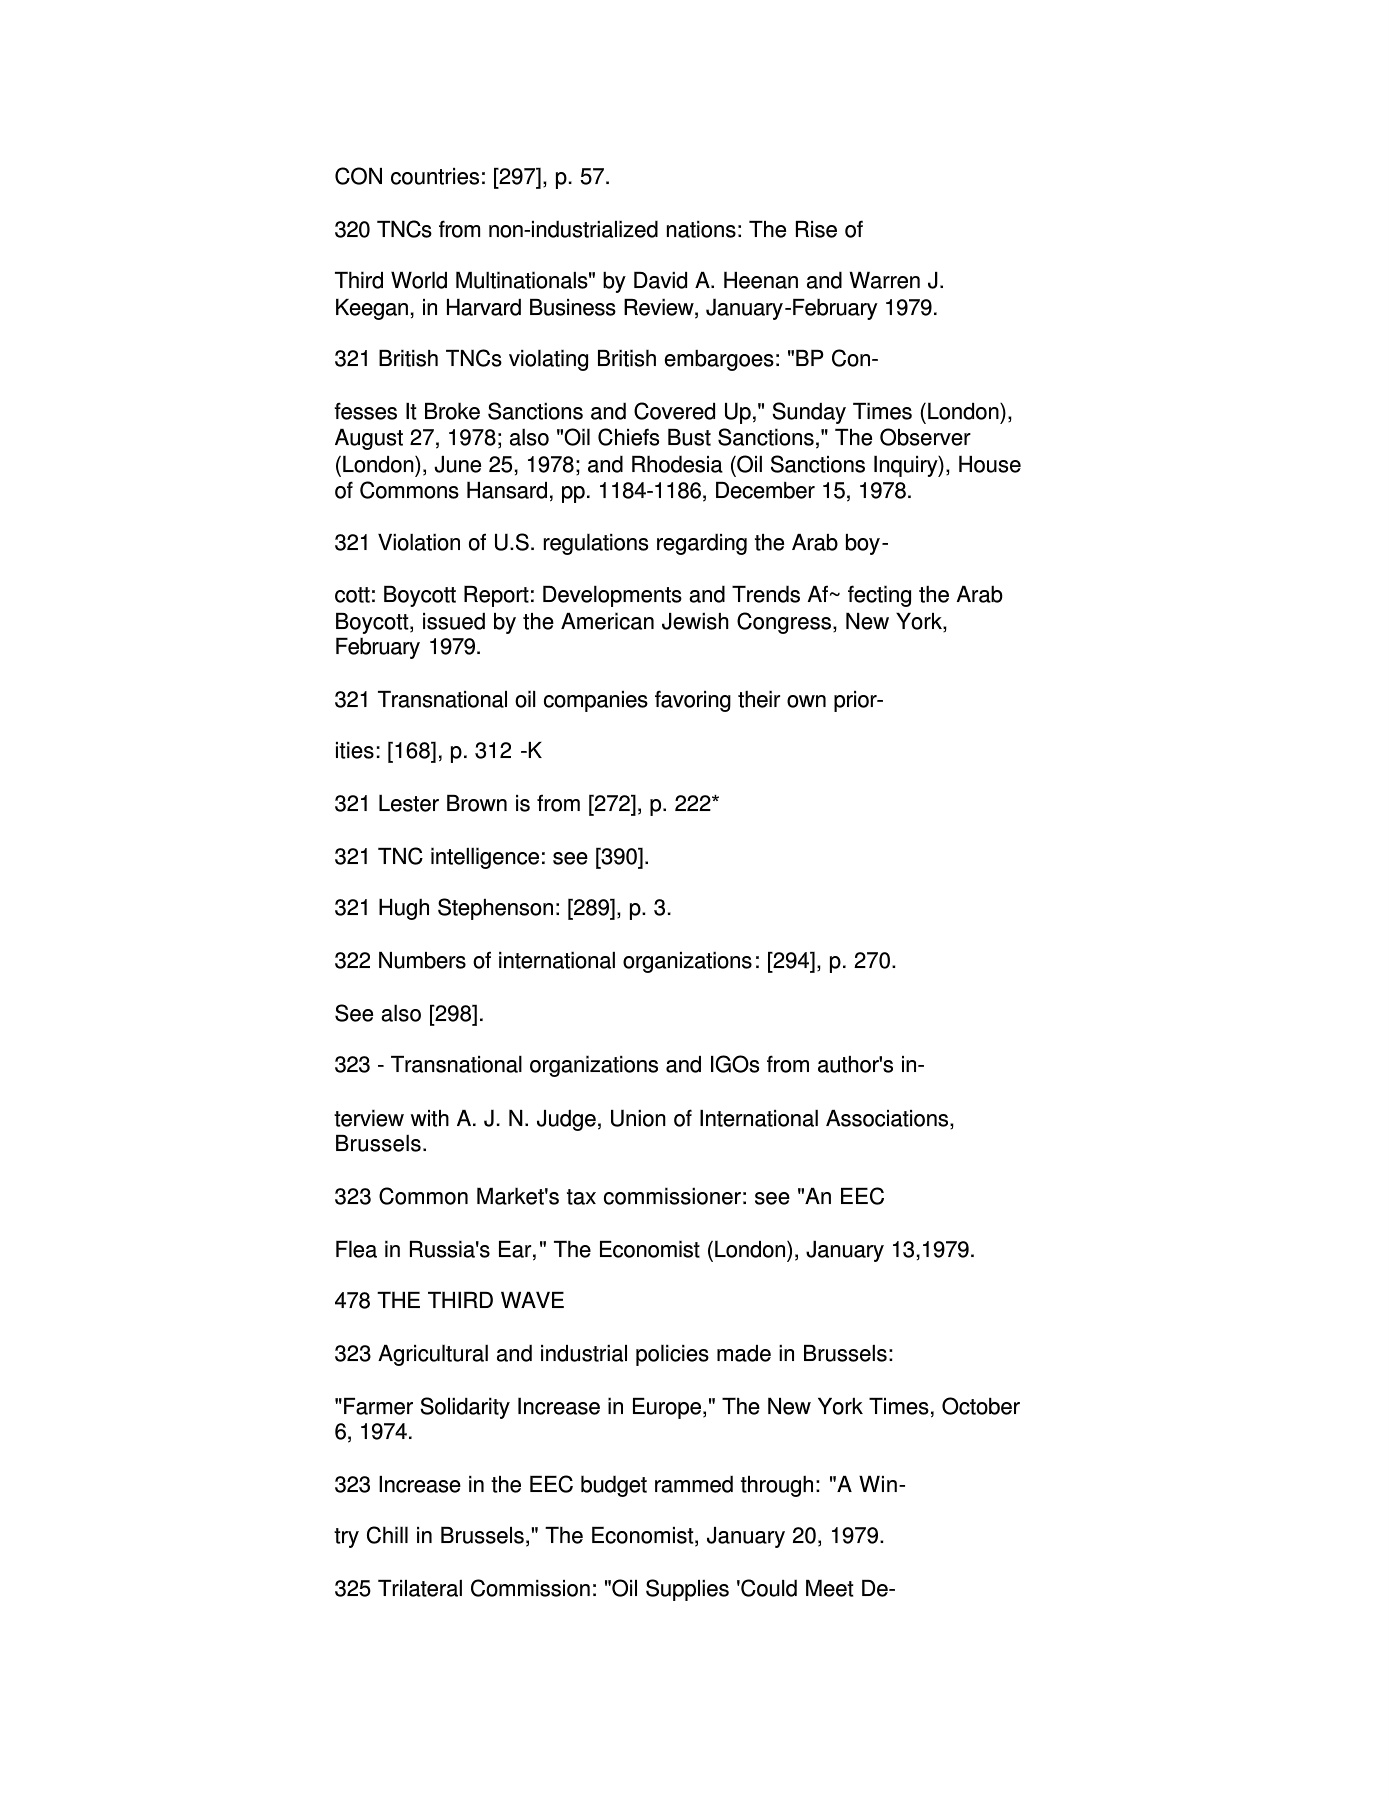 CON countries: [297], p. 57.
320 TNCs from non-industrialized nations: The Rise of
Third World Multinationals" by David A. Heenan and Warren J.
Keegan, in Harvard Business Review, January-February 1979.
321 British TNCs violating British embargoes: "BP Con-
fesses It Broke Sanctions and Covered Up," Sunday Times (London),
August 27, 1978; also "Oil Chiefs Bust Sanctions," The Observer
(London), June 25, 1978; and Rhodesia (Oil Sanctions Inquiry), House
of Commons Hansard, pp. 1184-1186, December 15, 1978.
321 Violation of U.S. regulations regarding the Arab boy-
cott: Boycott Report: Developments and Trends Af~ fecting the Arab
Boycott, issued by the American Jewish Congress, New York,
February 1979.
321 Transnational oil companies favoring their own prior-
ities: [168], p. 312 -K
321 Lester Brown is from [272], p. 222*
321 TNC intelligence: see [390].
321 Hugh Stephenson: [289], p. 3.
322 Numbers of international organizations: [294], p. 270.
See also [298].
323 - Transnational organizations and IGOs from author's in-
terview with A. J. N. Judge, Union of International Associations,
Brussels.
323 Common Market's tax commissioner: see "An EEC
Flea in Russia's Ear," The Economist (London), January 13,1979.
478 THE THIRD WAVE
323 Agricultural and industrial policies made in Brussels:
"Farmer Solidarity Increase in Europe," The New York Times, October
6, 1974.
323 Increase in the EEC budget rammed through: "A Win-
try Chill in Brussels," The Economist, January 20, 1979.
325 Trilateral Commission: "Oil Supplies 'Could Meet De-